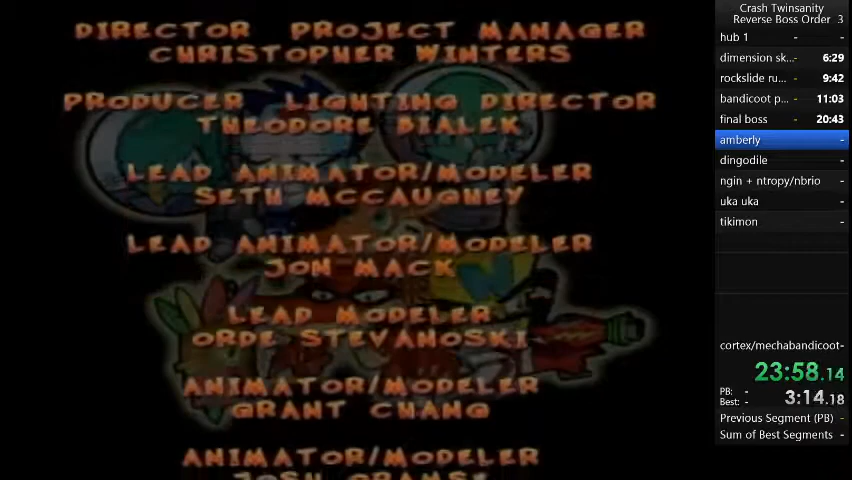 DIRECTOR PROJECT MANAGER
CHRISTOPHER WINTERS
PRODUCER LIGHTING DIRECTOR
THEODORE BIALEK
LEAD ANIMATOR/MODELER
SETH MCCAUGHEY
LEAD ANIMATOR/MODELER
JON MACK
LEAD MODELER
ORDE STEVANOSKI
ANIMATOR/MODELER
GRANT CHANG
ANIMATOR/MODELER
Crash Twinsanity
Reverse Boss Order 3
hub 1 - -
dimension sk... - 6:29
rockslide ru... - 9:42
bandicoot p... - 11:03
final boss - 20:43
amberly -
dingodile -
ngin + ntropy/nbrio -
uka uka -
tikimon -
cortex/mechabandicoot-
23:58.14
PB: -
Best: - 3:14.18
Previous Segment (PB) -
Sum of Best Segments -